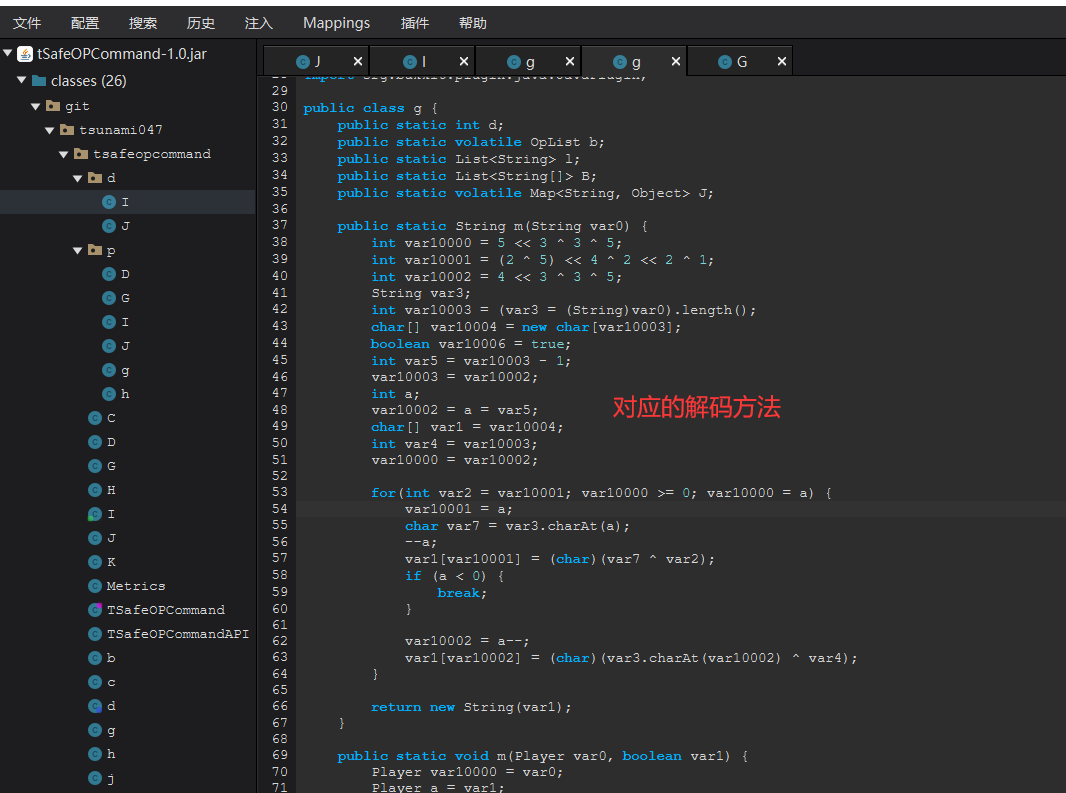 文件 配置 搜索 历史 注入 Mappings 插件 帮助
tSafeOPCommand-1.0.jar
classes (26)
git
tsunami047
tsafeopcommand
d
I
J
p
D
G
I
J
g
h
C
D
G
H
I
J
K
Metrics
TSafeOPCommand
TSafeOPCommandAPI
b
c
d
g
h
j
J × I × g × g × G ×
29
30 public class g {
31 public static int d;
32 public static volatile OpList b;
33 public static List<String> l;
34 public static List<String[]> B;
35 public static volatile Map<String, Object> J;
36
37 public static String m(String var0) {
38 int var10000 = 5 << 3 ^ 3 ^ 5;
39 int var10001 = (2 ^ 5) << 4 ^ 2 << 2 ^ 1;
40 int var10002 = 4 << 3 ^ 3 ^ 5;
41 String var3;
42 int var10003 = (var3 = (String)var0).length();
43 char[] var10004 = new char[var10003];
44 boolean var10006 = true;
45 int var5 = var10003 - 1;
46 var10003 = var10002;
47 int a;
48 var10002 = a = var5;
49 char[] var1 = var10004;
50 int var4 = var10003;
51 var10000 = var10002;
52
53 for(int var2 = var10001; var10000 >= 0; var10000 = a) {
54 var10001 = a;
55 char var7 = var3.charAt(a);
56 --a;
57 var1[var10001] = (char)(var7 ^ var2);
58 if (a < 0) {
59 break;
60 }
61
62 var10002 = a--;
63 var1[var10002] = (char)(var3.charAt(var10002) ^ var4);
64 }
65
66 return new String(var1);
67 }
68
69 public static void m(Player var0, boolean var1) {
70 Player var10000 = var0;
71 Player a = var1;
对应的解码方法